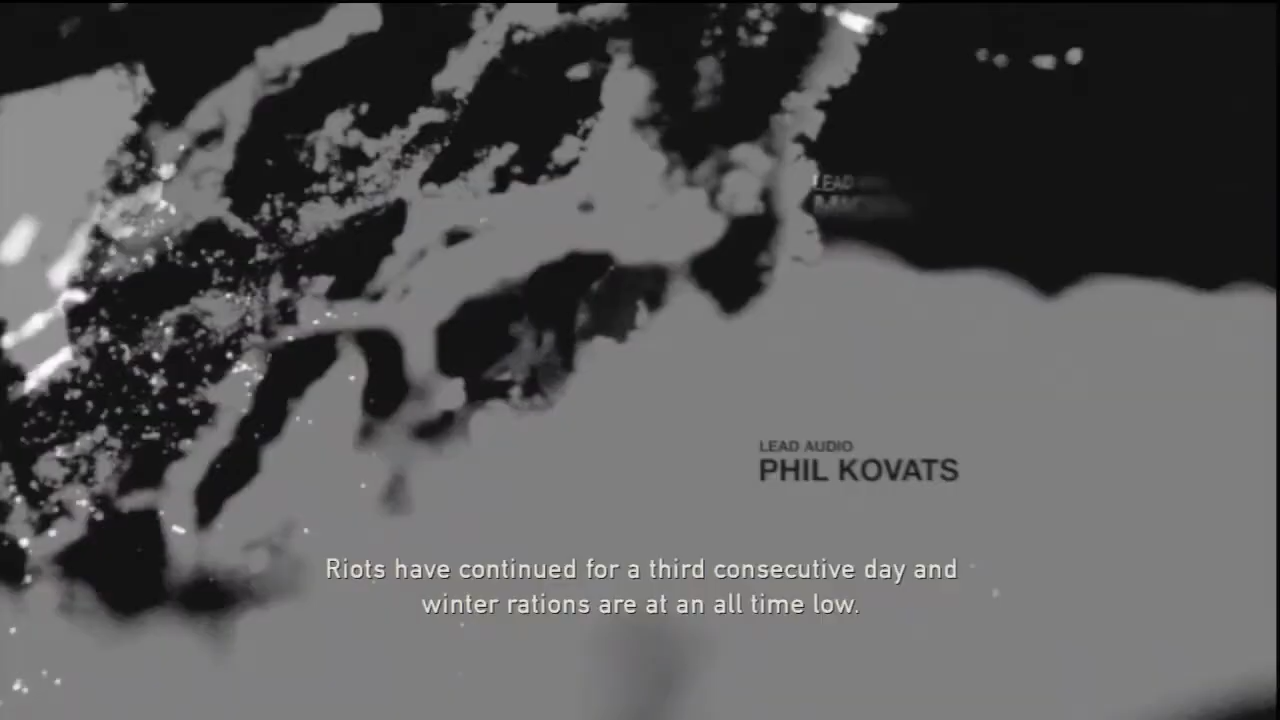 LEAD
LEAD AUDIO
PHIL KOVATS
Riots have continued for a third consecutive day and
winter rations are at an all time low.